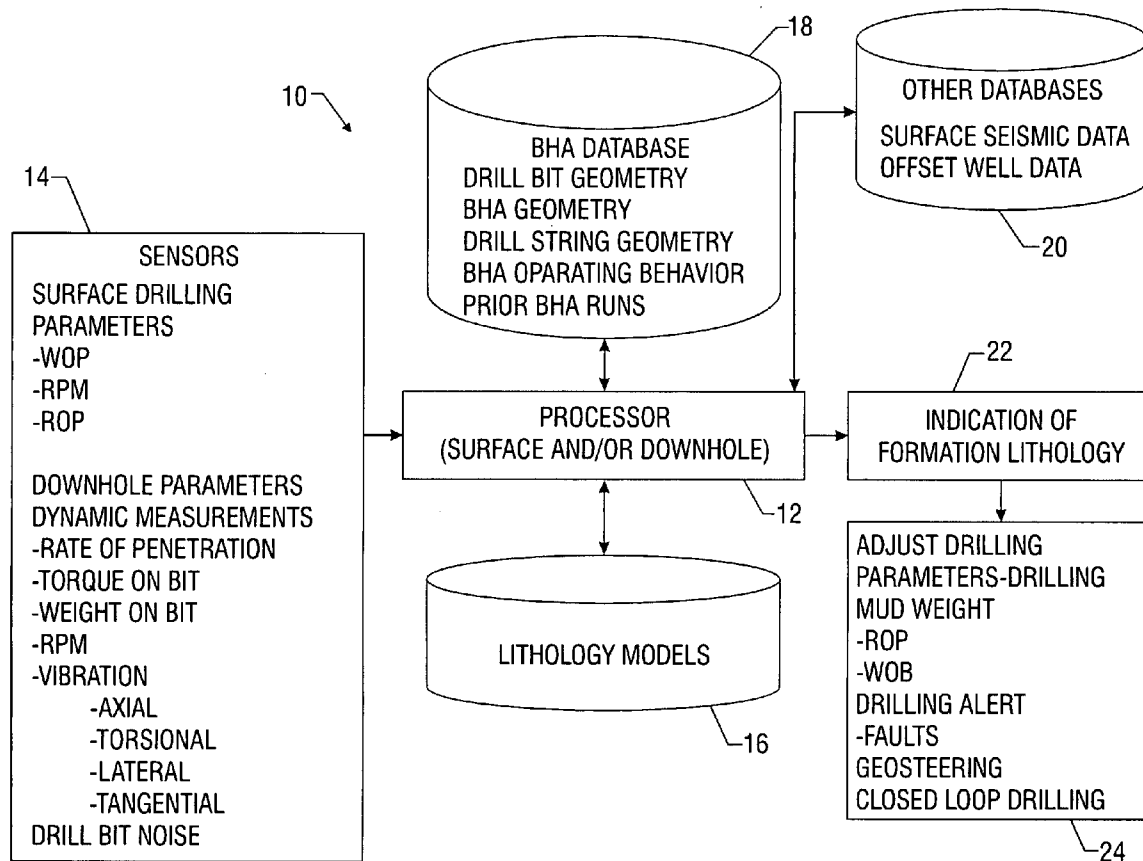 10
14
SENSORS
SURFACE DRILLING
PARAMETERS
-WOP
-RPM
-ROP
DOWNHOLE PARAMETERS
DYNAMIC MEASUREMENTS
-RATE OF PENETRATION
-TORQUE ON BIT
-WEIGHT ON BIT
-RPM
-VIBRATION
-AXIAL
-TORSIONAL
-LATERAL
-TANGENTIAL
DRILL BIT NOISE
18
BHA DATABASE
DRILL BIT GEOMETRY
BHA GEOMETRY
DRILL STRING GEOMETRY
BHA OPARATING BEHAVIOR
PRIOR BHA RUNS
OTHER DATABASES
SURFACE SEISMIC DATA
OFFSET WELL DATA
20
PROCESSOR
(SURFACE AND/OR DOWNHOLE)
12
LITHOLOGY MODELS
16
22
INDICATION OF
FORMATION LITHOLOGY
ADJUST DRILLING
PARAMETERS-DRILLING
MUD WEIGHT
-ROP
-WOB
DRILLING ALERT
-FAULTS
GEOSTEERING
CLOSED LOOP DRILLING
24